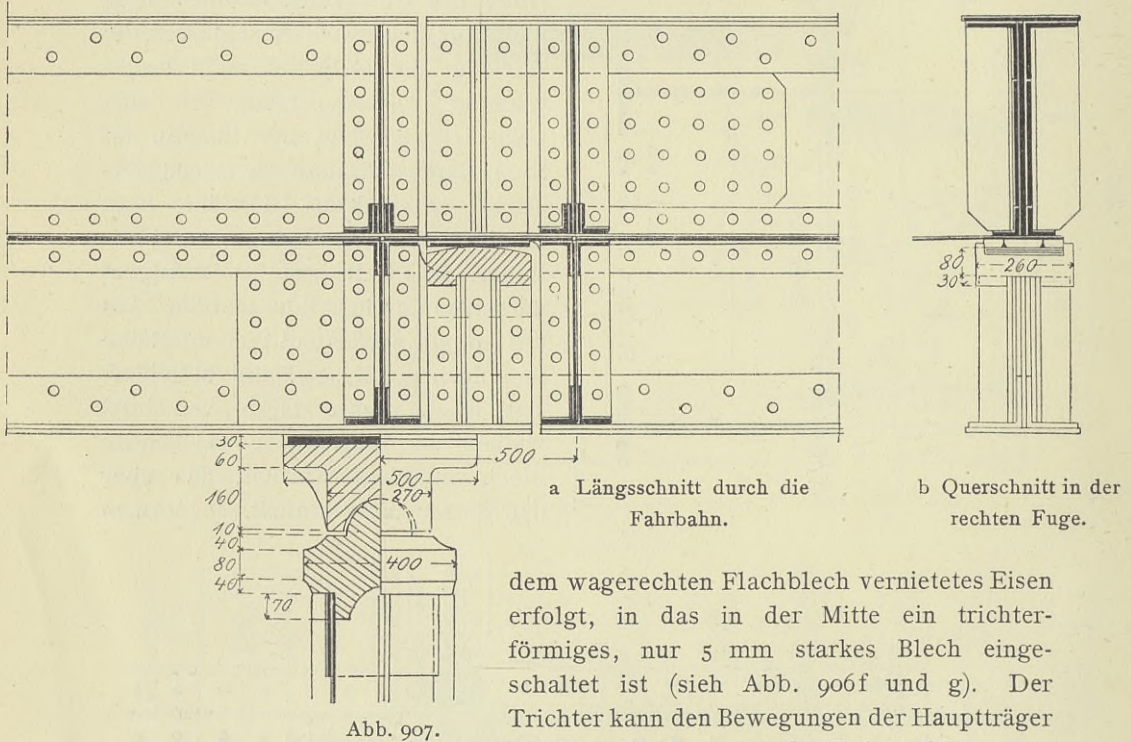 80
260
30
30
60
160
10
40
80
40
70
500
500
270
400
a Längsschnitt durch die
Fahrbahn.
b Querschnitt in der
rechten Fuge.
Abb. 907.
dem wagerechten Flachblech vernietetes Eisen
erfolgt, in das in der Mitte ein trichter-
förmiges, nur 5 mm starkes Blech einge-
schaltet ist (sieh Abb. 906f und g). Der
Trichter kann den Bewegungen der Hauptträger